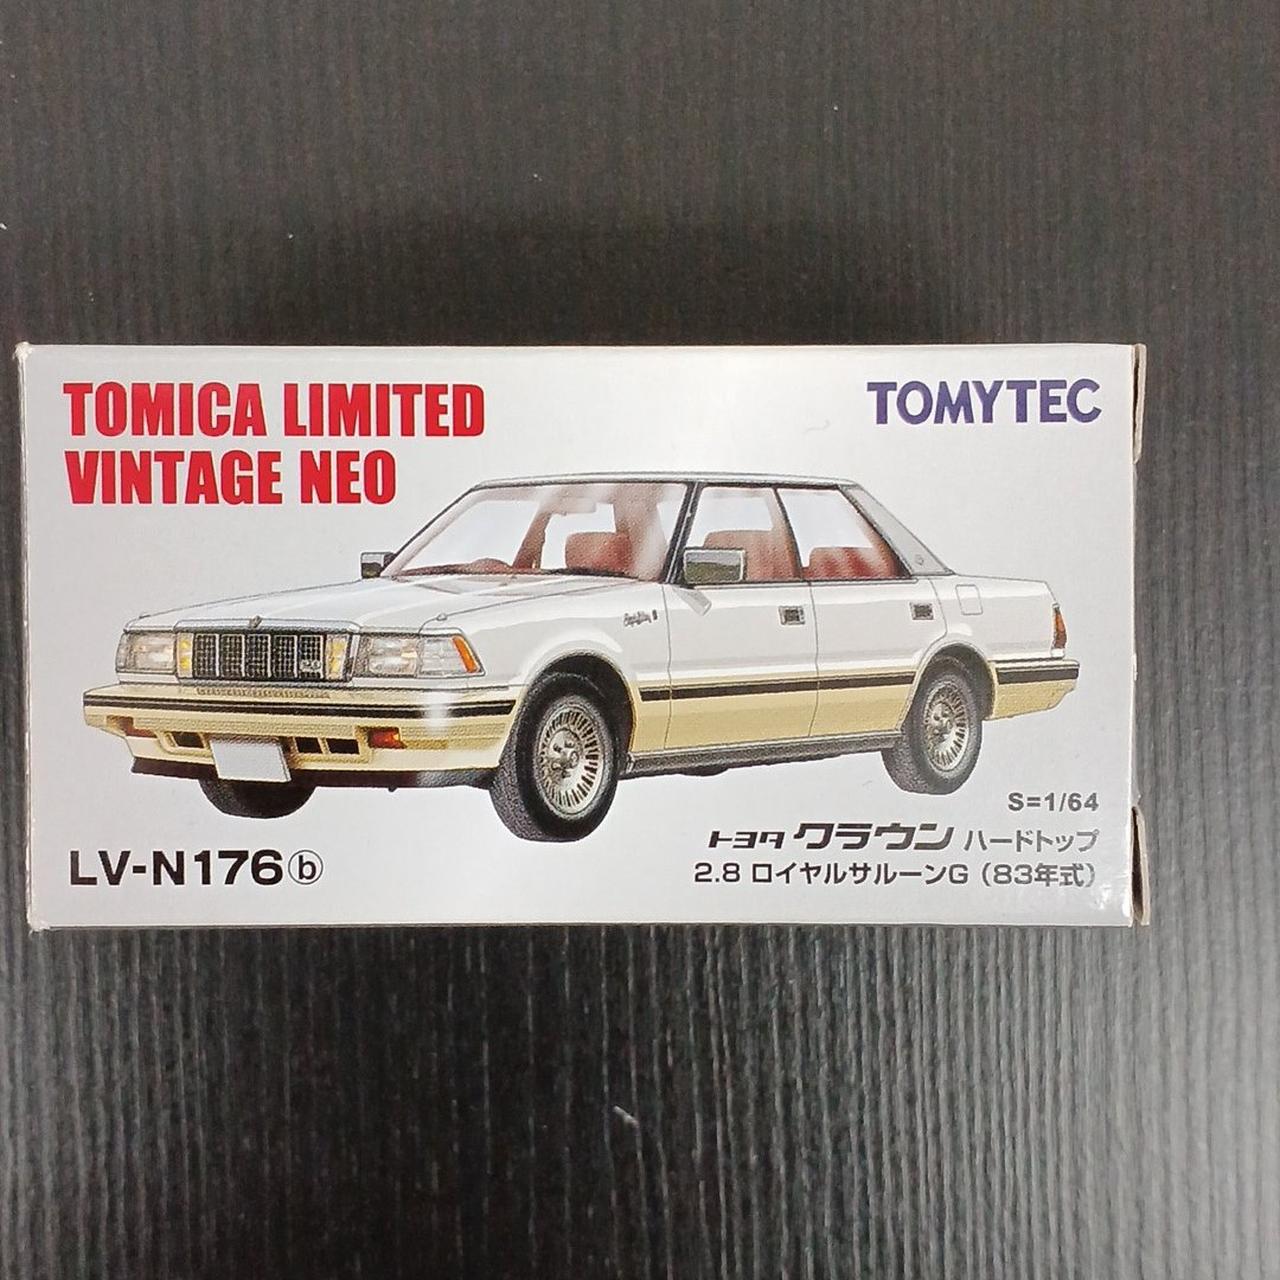 TOMICA LIMITED
VINTAGE NEO
TOMYTEC
S=1/64
トヨタ クラウン ハードトップ
2.8 ロイヤルサルーンG（83年式）
LV-N176ⓑ